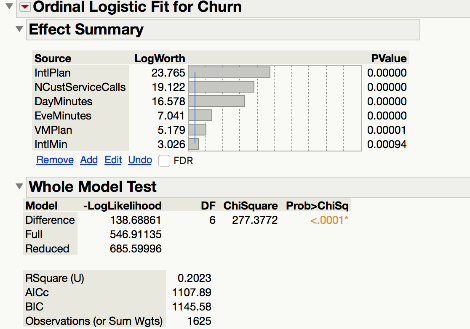 Ordinal Logistic Fit for Churn
Effect Summary
Source LogWorth PValue
IntlPlan 23.765 0.00000
NCustServiceCalls 19.122 0.00000
DayMinutes 16.578 0.00000
EveMinutes 7.041 0.00000
VMPlan 5.179 0.00001
IntlMin 3.026 0.00094
Remove Add Edit Undo FDR
Whole Model Test
Model -LogLikelihood DF ChiSquare Prob>ChiSq
Difference 138.68861 6 277.3772 <.0001*
Full 546.91135
Reduced 685.59996
RSquare (U) 0.2023
AICc 1107.89
BIC 1145.58
Observations (or Sum Wgts) 1625